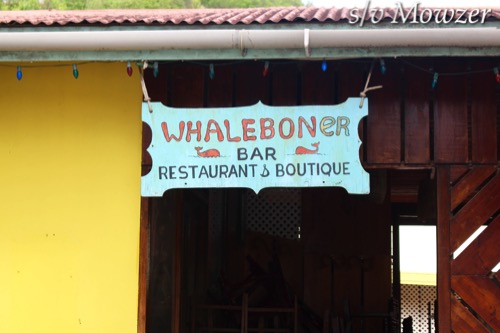 s/v Mowzer
WHALEBONeR
BAR
RESTAURANT & BOUTIQUE